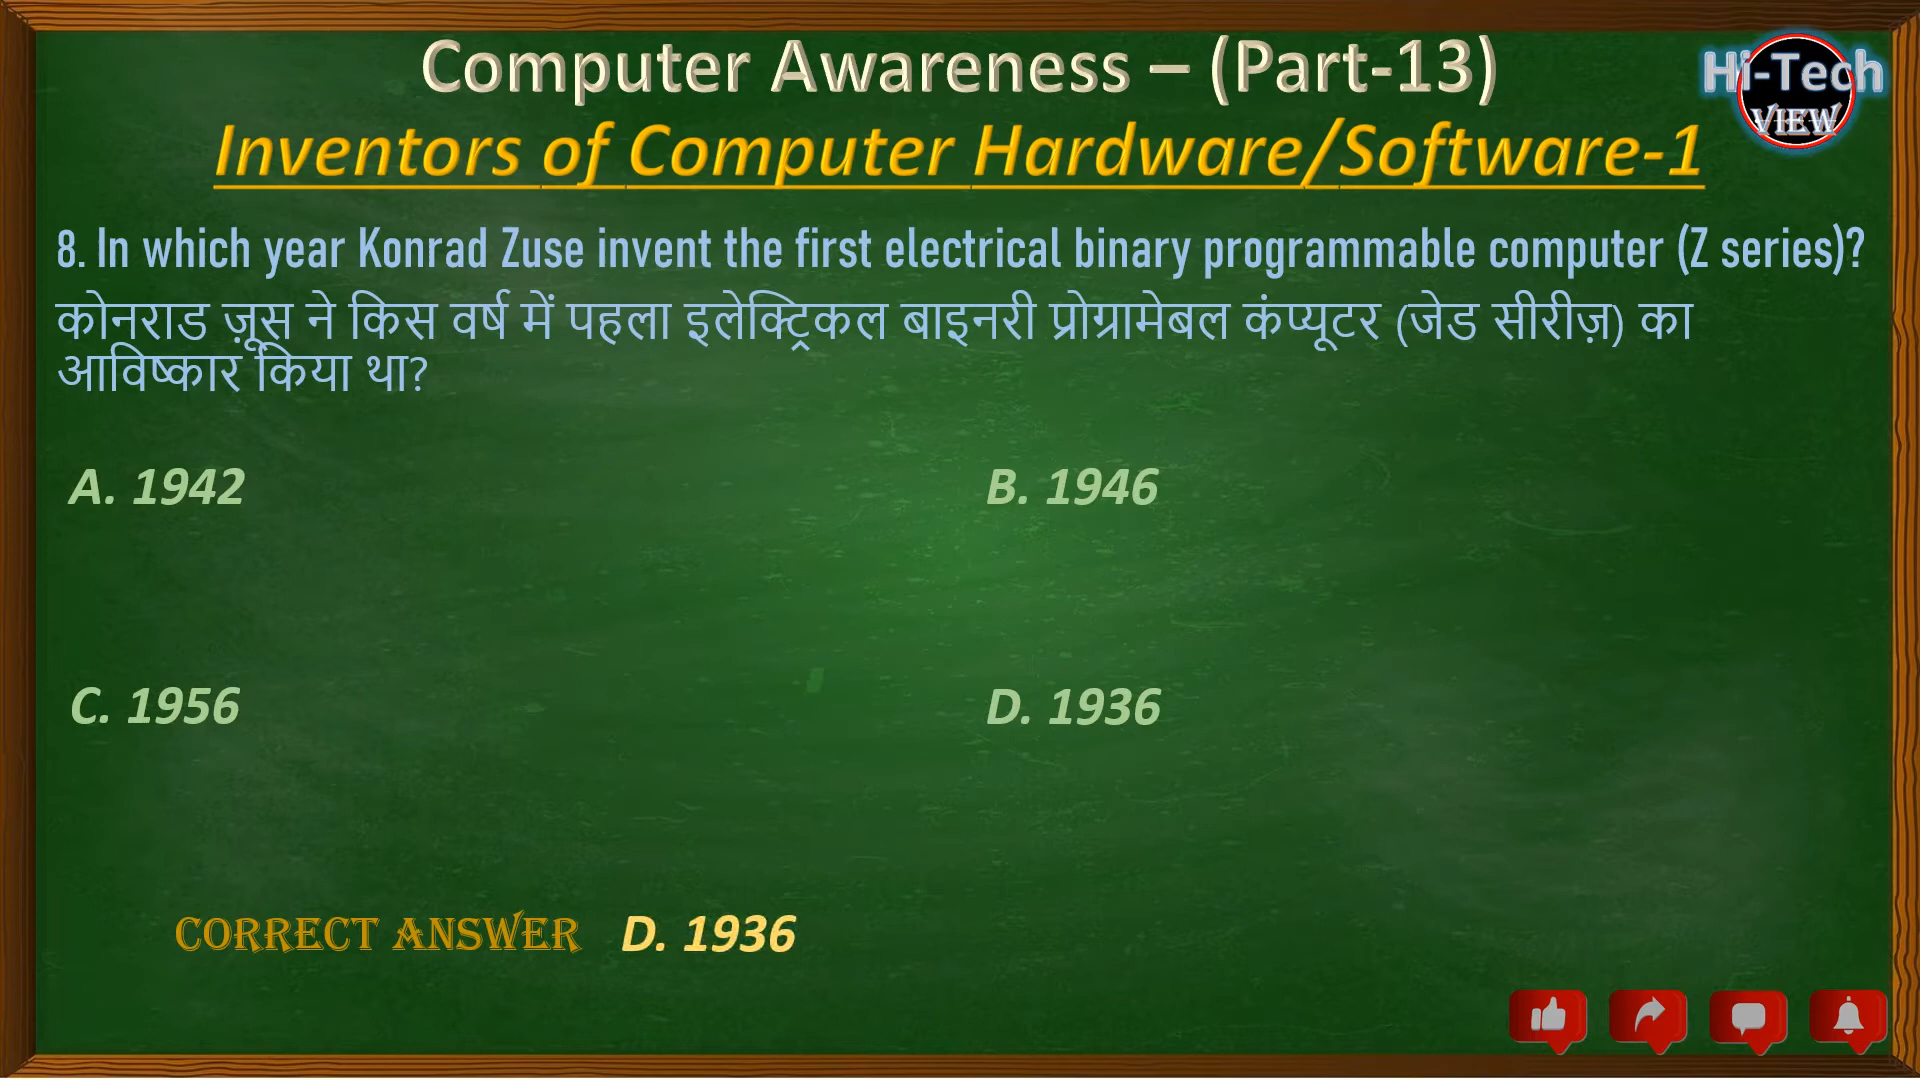 Computer Awareness – (Part-13)
Hi-Tech
VIEW
Inventors of Computer Hardware/Software-1
8. In which year Konrad Zuse invent the first electrical binary programmable computer (Z series)?
कोनराड ज़ूस ने किस वर्ष में पहला इलेक्ट्रिकल बाइनरी प्रोग्रामेबल कंप्यूटर (जेड सीरीज़) का
आविष्कार किया था?
A. 1942
B. 1946
C. 1956
D. 1936
CORRECT ANSWER D. 1936